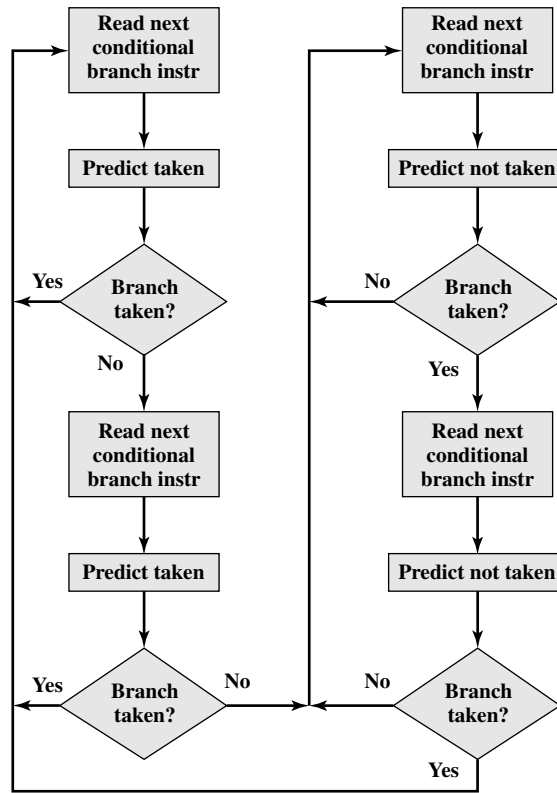 Read next
conditional
branch instr
Predict taken
Yes
Branch
taken?
No
Read next
conditional
branch instr
Predict taken
Yes
Branch
taken?
No
Read next
conditional
branch instr
Predict not taken
No
Branch
taken?
Yes
Read next
conditional
branch instr
Predict not taken
No
Branch
taken?
Yes